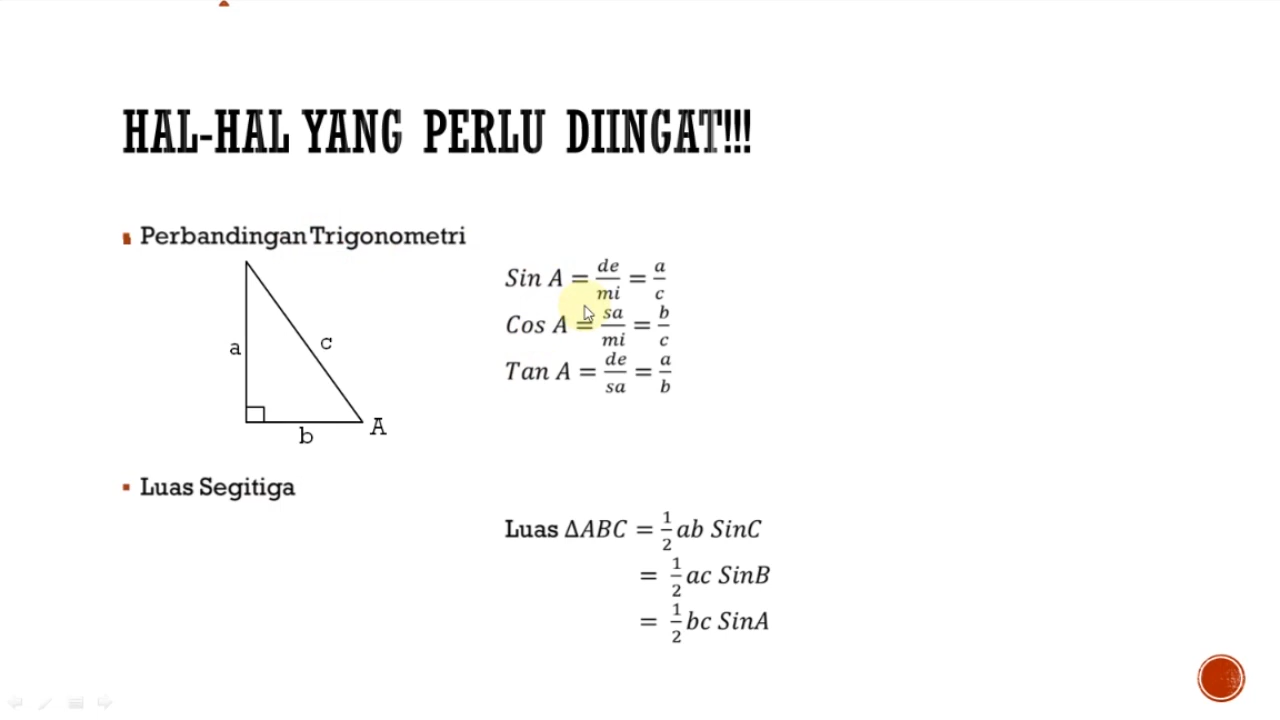 HAL-HAL YANG PERLU DIINGAT!!!
Perbandingan Trigonometri
a
c
b
A
Sin A = de/mi = a/c
Cos A = sa/mi = b/c
Tan A = de/sa = a/b
Luas Segitiga
Luas ΔABC = 1/2 ab SinC
= 1/2 ac SinB
= 1/2 bc SinA